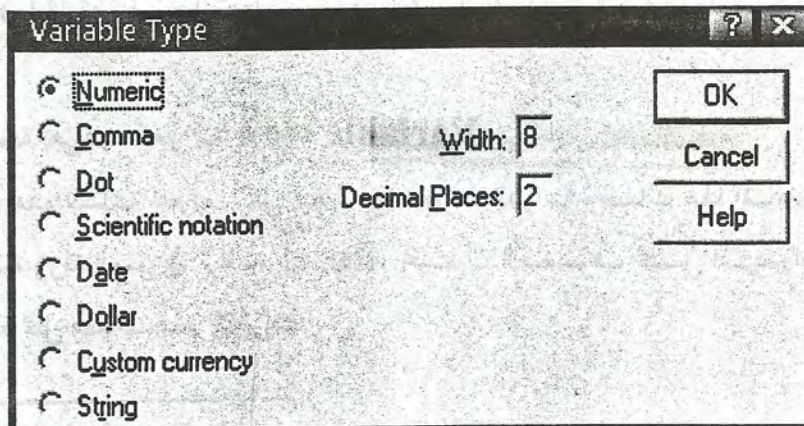 Variable Type ? X
Numeric
Comma
Dot
Scientific notation
Date
Dollar
Custom currency
String
Width: 8
Decimal Places: 2
OK
Cancel
Help